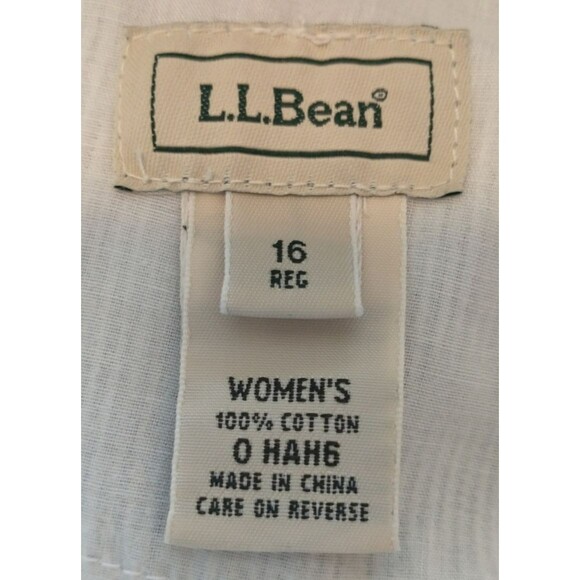 L.L.Bean®
16
REG
WOMEN'S
100% COTTON
0 HAH6
MADE IN CHINA
CARE ON REVERSE